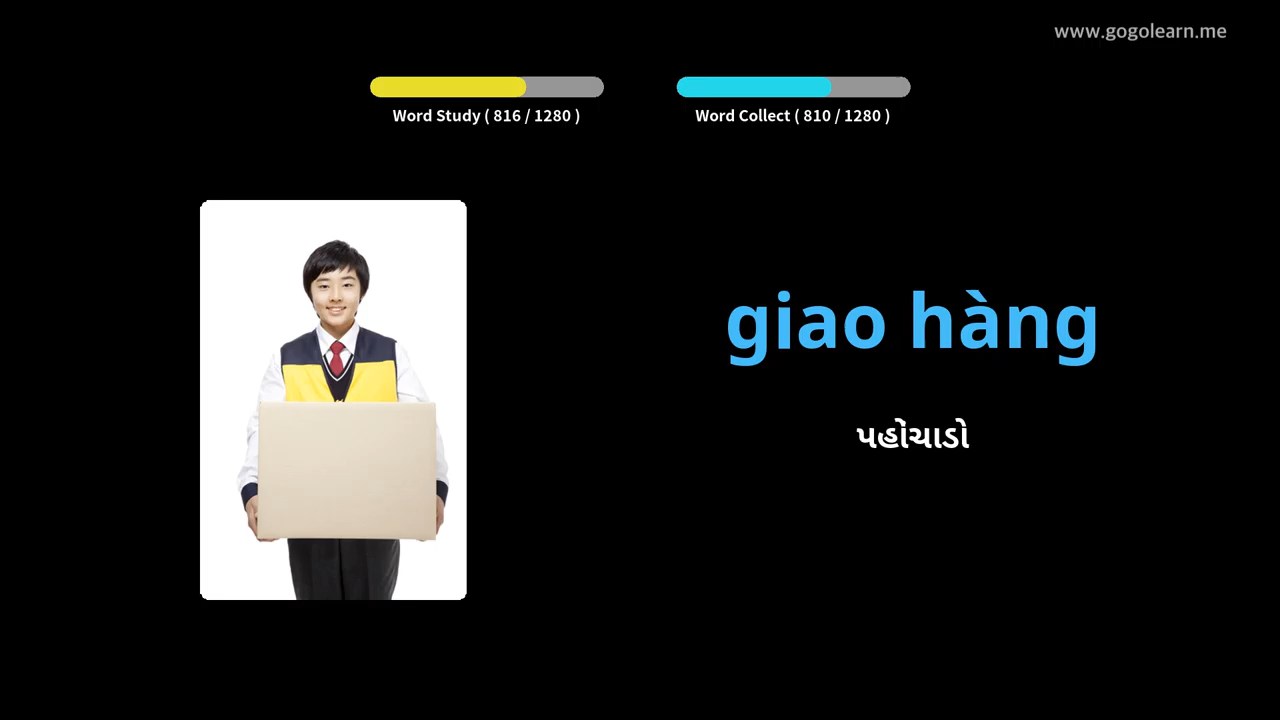 www.gogolearn.me
Word Study ( 816 / 1280 )
Word Collect ( 810 / 1280 )
giao hàng
પહોંચાડો